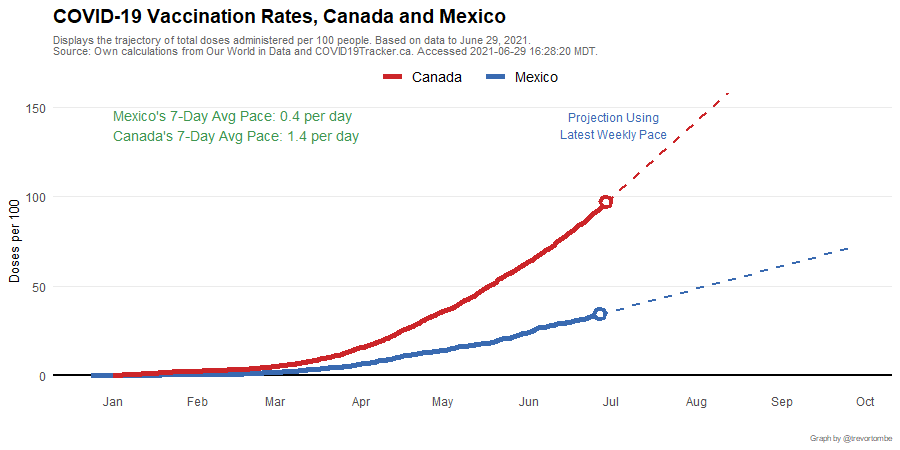 COVID-19 Vaccination Rates, Canada and Mexico
Displays the trajectory of total doses administered per 100 people. Based on data to June 29, 2021.
Source: Own calculations from Our World in Data and COVID19Tracker.ca. Accessed 2021-06-29 16:28:20 MDT.
Canada Mexico
Mexico's 7-Day Avg Pace: 0.4 per day
Canada's 7-Day Avg Pace: 1.4 per day
Projection Using
Latest Weekly Pace
Doses per 100
150
100
50
0
Jan Feb Mar Apr May Jun Jul Aug Sep Oct
Graph by @trevortombe